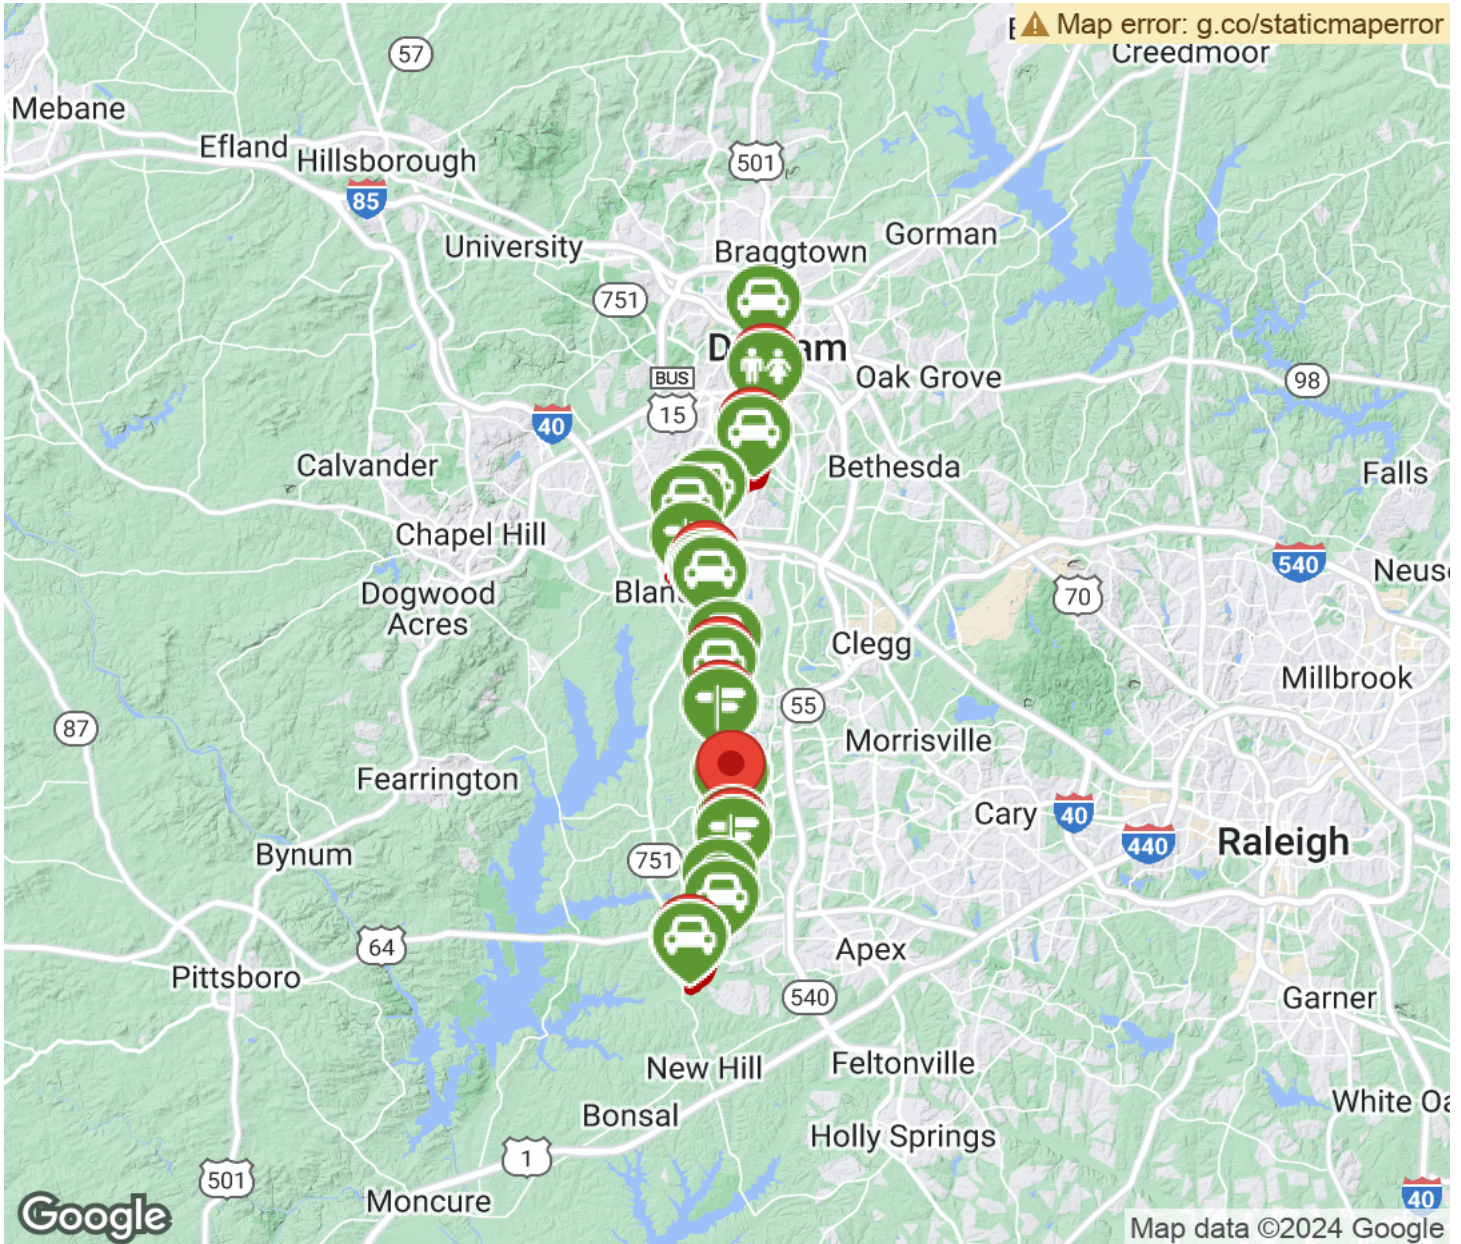 Map error: g.co/staticmaperror
57
Creedmoor
Mebane
Efland
Hillsborough
501
85
University
Braggtown
Gorman
751
BUS
15
Oak Grove
98
40
Calvander
Bethesda
Falls
Chapel Hill
540
70
Dogwood
Acres
Clegg
Millbrook
87
55
Morrisville
Fearrington
Cary
40
440
Raleigh
Bynum
751
64
Apex
Pittsboro
540
Garner
New Hill
Feltonville
Bonsal
Holly Springs
1
501
Moncure
40
Google
Map data ©2024 Google